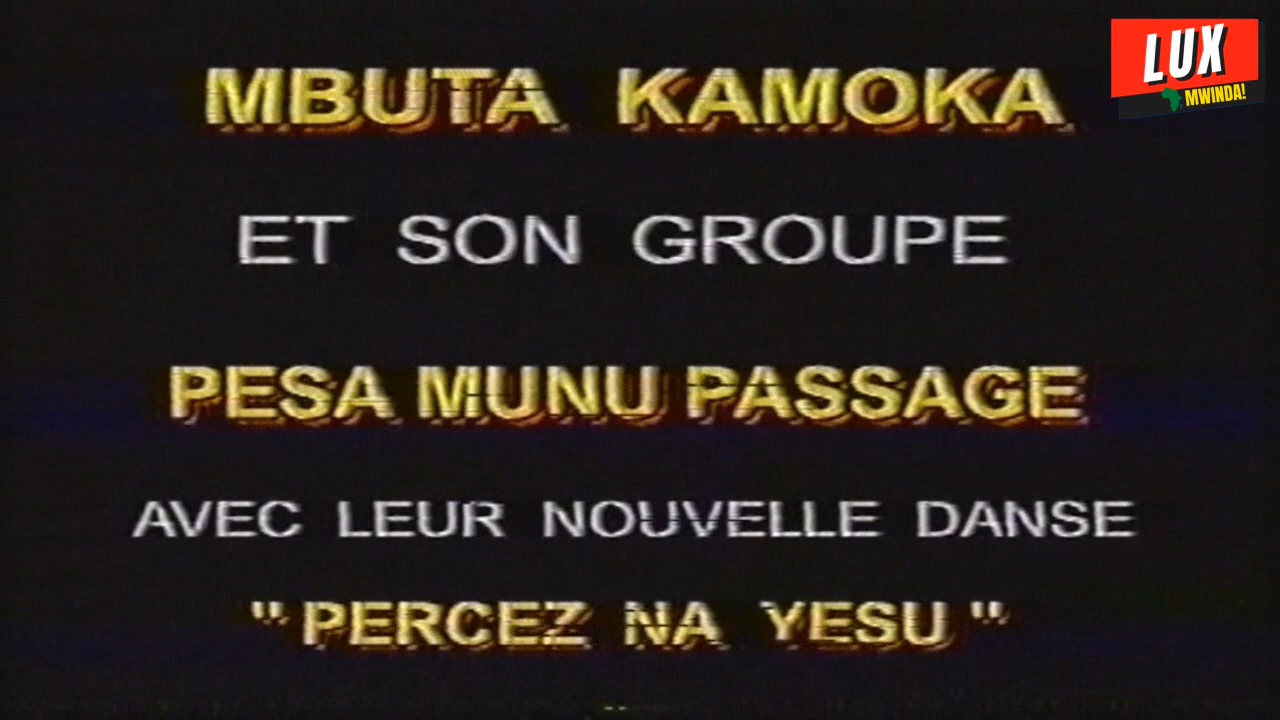 LUX
MWINDA!
MBUTA KAMOKA
ET SON GROUPE
PESA MUNU PASSAGE
AVEC LEUR NOUVELLE DANSE
" PERCEZ NA YESU "